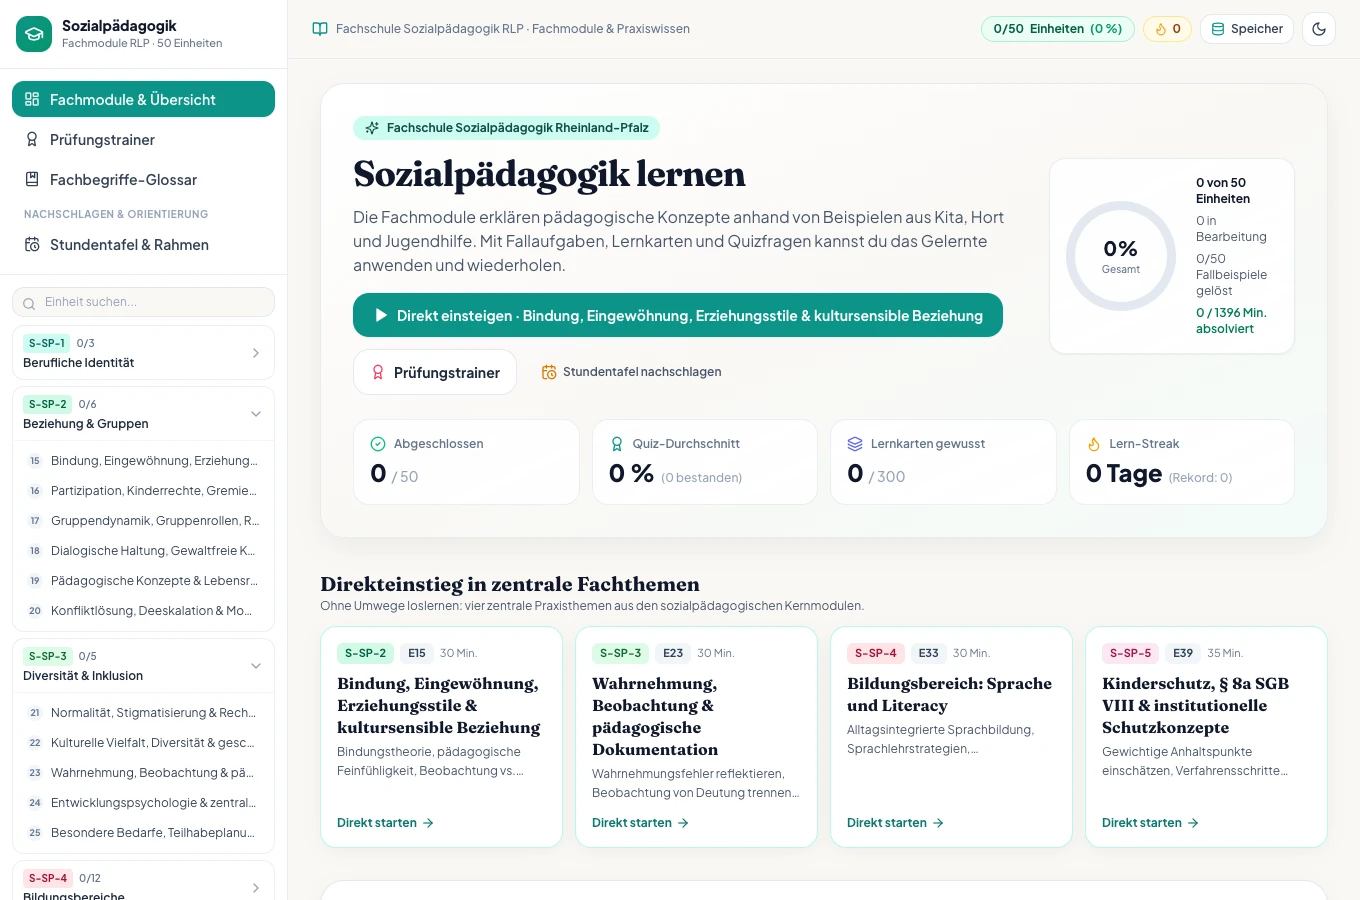 Sozialpädagogik
Fachmodule RLP · 50 Einheiten
Fachmodule & Übersicht
Prüfungstrainer
Fachbegriffe-Glossar
NACHSCHLAGEN & ORIENTIERUNG
Stundentafel & Rahmen
Einheit suchen...
S-SP-1 0/3
Berufliche Identität
S-SP-2 0/6
Beziehung & Gruppen
15 Bindung, Eingewöhnung, Erziehung...
16 Partizipation, Kinderrechte, Gremie...
17 Gruppendynamik, Gruppenrollen, R...
18 Dialogische Haltung, Gewaltfreie K...
19 Pädagogische Konzepte & Lebensr...
20 Konfliktlösung, Deeskalation & Mo...
S-SP-3 0/5
Diversität & Inklusion
21 Normalität, Stigmatisierung & Rech...
22 Kulturelle Vielfalt, Diversität & gesc...
23 Wahrnehmung, Beobachtung & pä...
24 Entwicklungspsychologie & zentral...
25 Besondere Bedarfe, Teilhabeplanu...
S-SP-4 0/12
Bildungsbereiche
Fachschule Sozialpädagogik RLP · Fachmodule & Praxiswissen
0/50 Einheiten (0 %)
0
Speicher
Fachschule Sozialpädagogik Rheinland-Pfalz
Sozialpädagogik lernen
Die Fachmodule erklären pädagogische Konzepte anhand von Beispielen aus Kita, Hort
und Jugendhilfe. Mit Fallaufgaben, Lernkarten und Quizfragen kannst du das Gelernte
anwenden und wiederholen.
Direkt einsteigen · Bindung, Eingewöhnung, Erziehungsstile & kultursensible Beziehung
Prüfungstrainer
Stundentafel nachschlagen
0%
Gesamt
0 von 50
Einheiten
0 in
Bearbeitung
0/50
Fallbeispiele
gelöst
0 / 1396 Min.
absolviert
Abgeschlossen
0 / 50
Quiz-Durchschnitt
0 % (0 bestanden)
Lernkarten gewusst
0 / 300
Lern-Streak
0 Tage (Rekord: 0)
Direkteinstieg in zentrale Fachthemen
Ohne Umwege loslernen: vier zentrale Praxisthemen aus den sozialpädagogischen Kernmodulen.
S-SP-2 E15 30 Min.
Bindung, Eingewöhnung,
Erziehungsstile &
kultursensible Beziehung
Bindungstheorie, pädagogische
Feinfühligkeit, Beobachtung vs....
Direkt starten
S-SP-3 E23 30 Min.
Wahrnehmung,
Beobachtung &
pädagogische
Dokumentation
Wahrnehmungsfehler reflektieren,
Beobachtung von Deutung trennen...
Direkt starten
S-SP-4 E33 30 Min.
Bildungsbereich: Sprache
und Literacy
Alltagsintegrierte Sprachbildung,
Sprachlehrstrategien,...
Direkt starten
S-SP-5 E39 35 Min.
Kinderschutz, § 8a SGB
VIII & institutionelle
Schutzkonzepte
Gewichtige Anhaltspunkte
einschätzen, Verfahrensschritte...
Direkt starten